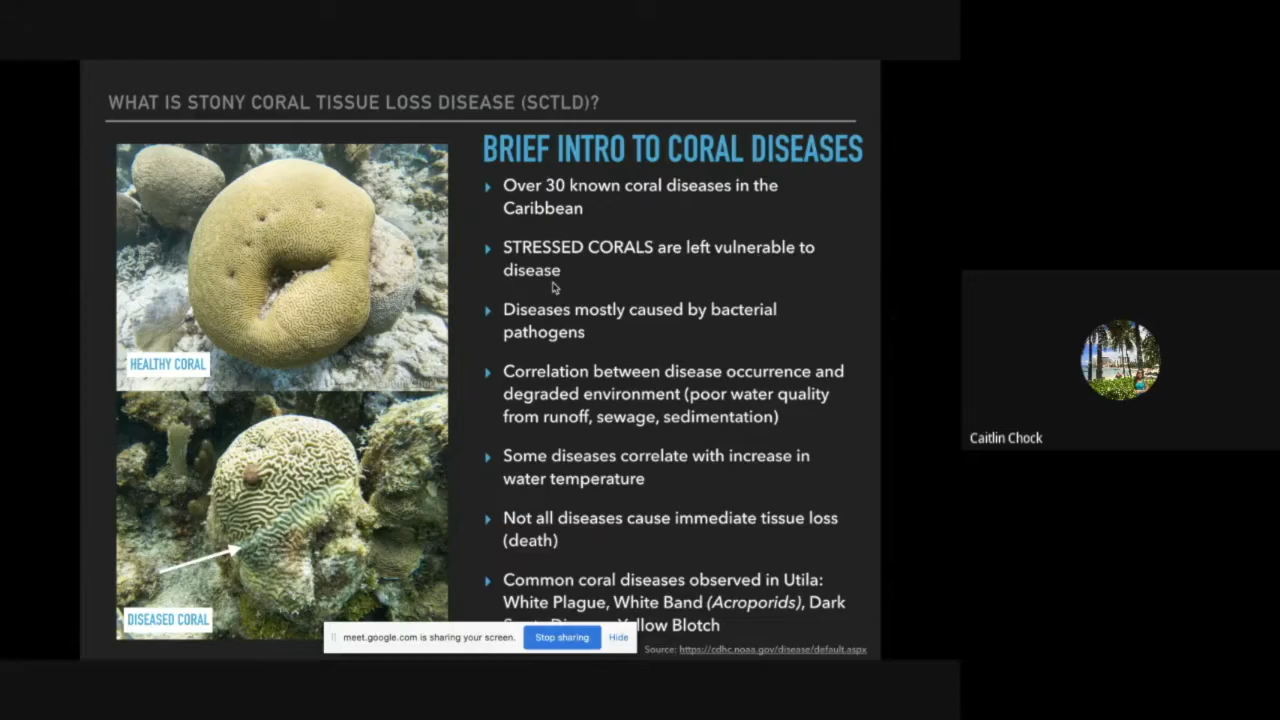 WHAT IS STONY CORAL TISSUE LOSS DISEASE (SCTLD)?
BRIEF INTRO TO CORAL DISEASES
Over 30 known coral diseases in the
Caribbean
STRESSED CORALS are left vulnerable to
disease
Diseases mostly caused by bacterial
pathogens
Correlation between disease occurrence and
degraded environment (poor water quality
from runoff, sewage, sedimentation)
Some diseases correlate with increase in
water temperature
Not all diseases cause immediate tissue loss
(death)
Common coral diseases observed in Utila:
White Plague, White Band (Acroporids), Dark
Blotch
HEALTHY CORAL
DISEASED CORAL
meet.google.com is sharing your screen.
Stop sharing
Hide
Source: https://cdhc.noaa.gov/disease/default.aspx
Caitlin Chock